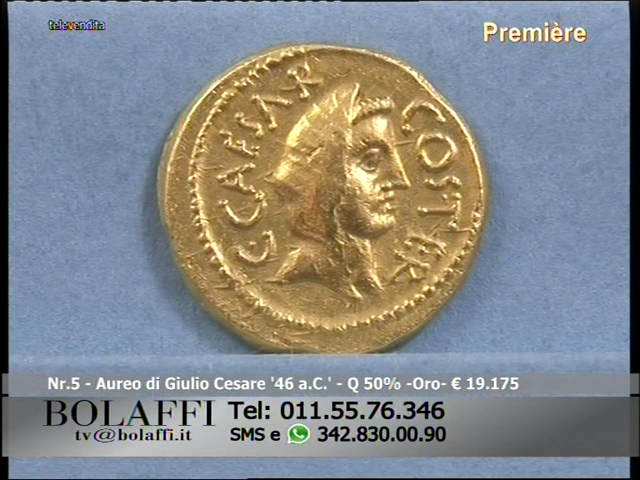 televendita
Première
C CAESAR COS TER
Nr.5 - Aureo di Giulio Cesare '46 a.C.' - Q 50% -Oro- € 19.175
BOLAFFI
tv@bolaffi.it
Tel: 011.55.76.346
SMS e 342.830.00.90